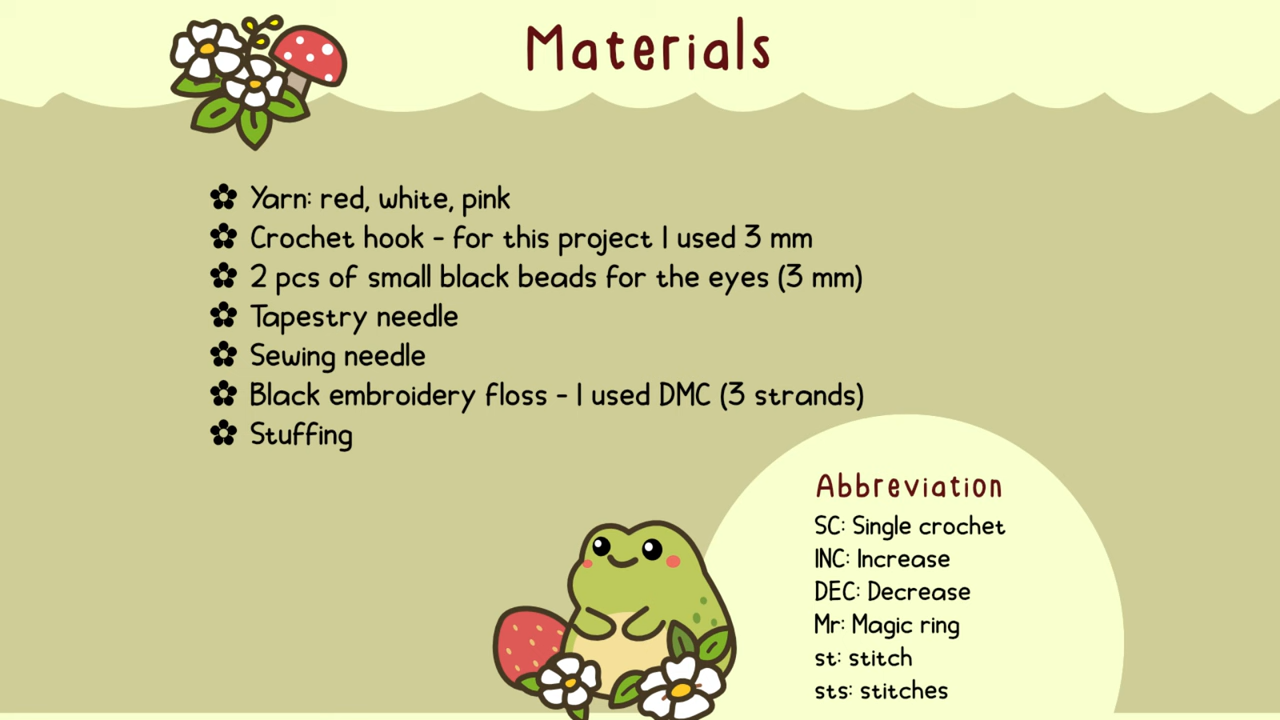 Materials
Yarn: red, white, pink
Crochet hook - for this project I used 3 mm
2 pcs of small black beads for the eyes (3 mm)
Tapestry needle
Sewing needle
Black embroidery floss - I used DMC (3 strands)
Stuffing
Abbreviation
SC: Single crochet
INC: Increase
DEC: Decrease
Mr: Magic ring
st: stitch
sts: stitches